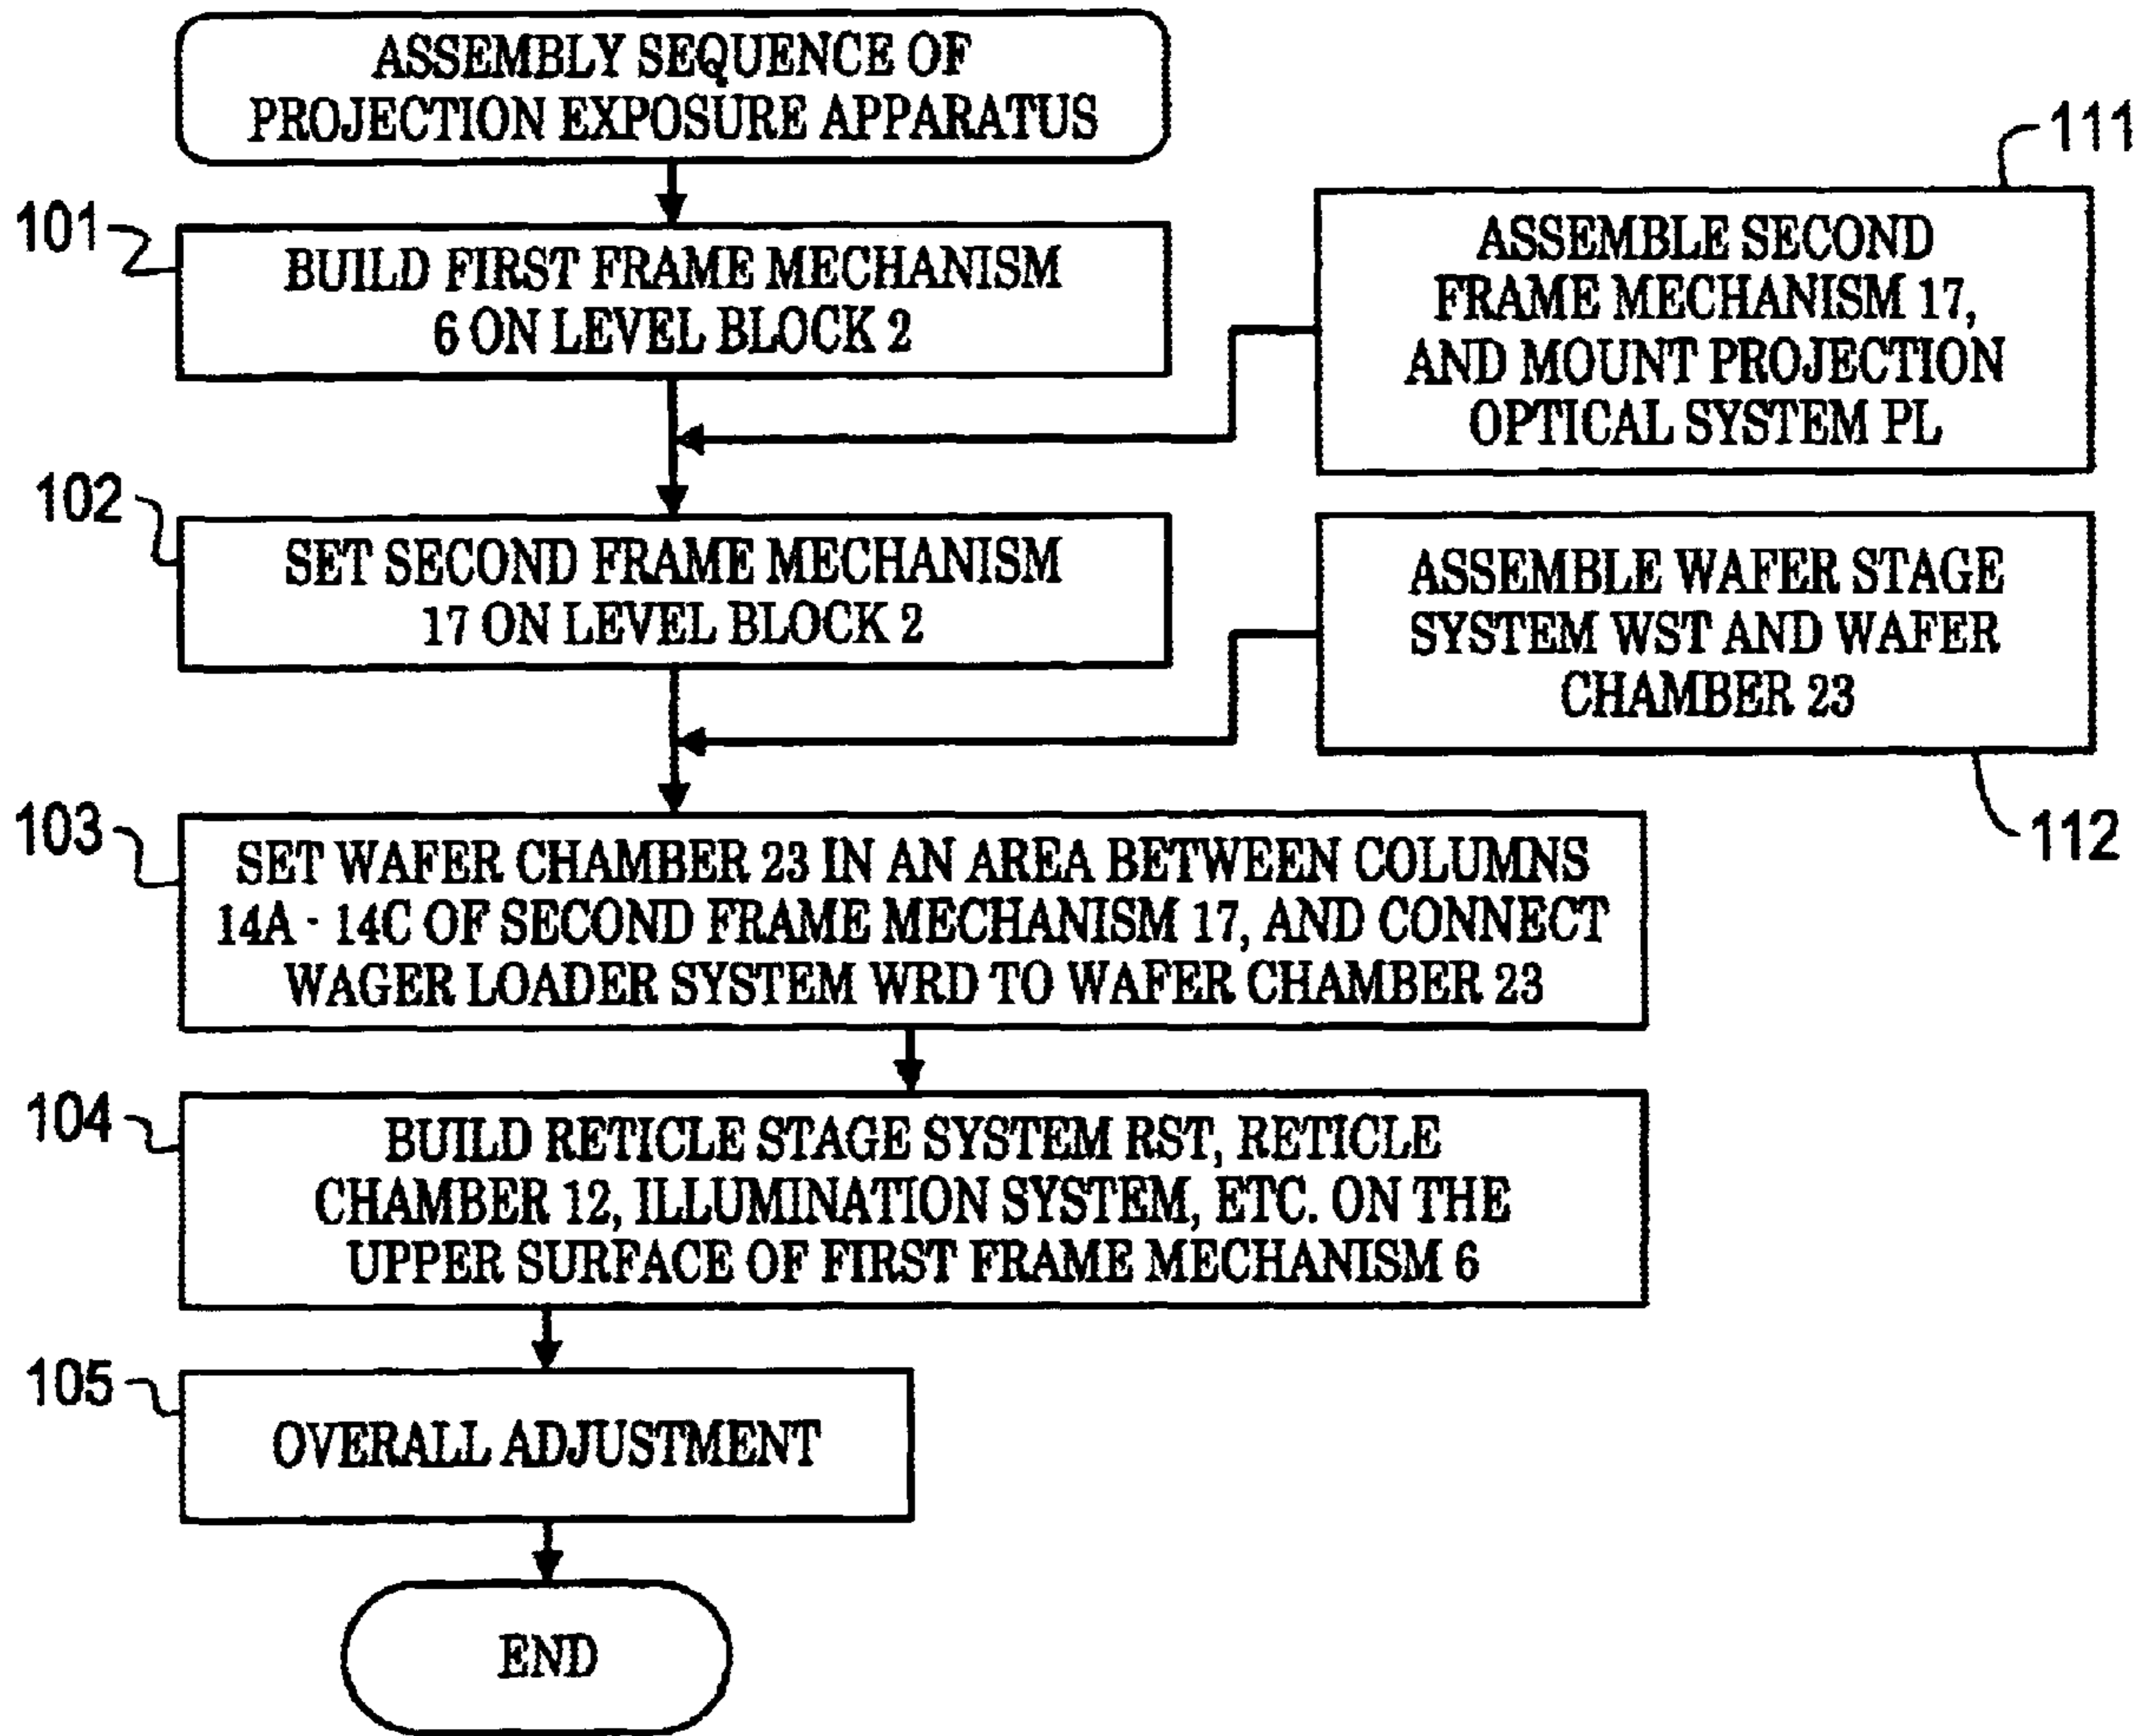 ASSEMBLY SEQUENCE OF
PROJECTION EXPOSURE APPARATUS
101
BUILD FIRST FRAME MECHANISM
6 ON LEVEL BLOCK 2
111
ASSEMBLE SECOND
FRAME MECHANISM 17,
AND MOUNT PROJECTION
OPTICAL SYSTEM PL
102
SET SECOND FRAME MECHANISM
17 ON LEVEL BLOCK 2
ASSEMBLE WAFER STAGE
SYSTEM WST AND WAFER
CHAMBER 23
112
103
SET WAFER CHAMBER 23 IN AN AREA BETWEEN COLUMNS
14A - 14C OF SECOND FRAME MECHANISM 17, AND CONNECT
WAGER LOADER SYSTEM WRD TO WAFER CHAMBER 23
104
BUILD RETICLE STAGE SYSTEM RST, RETICLE
CHAMBER 12, ILLUMINATION SYSTEM, ETC. ON THE
UPPER SURFACE OF FIRST FRAME MECHANISM 6
105
OVERALL ADJUSTMENT
END